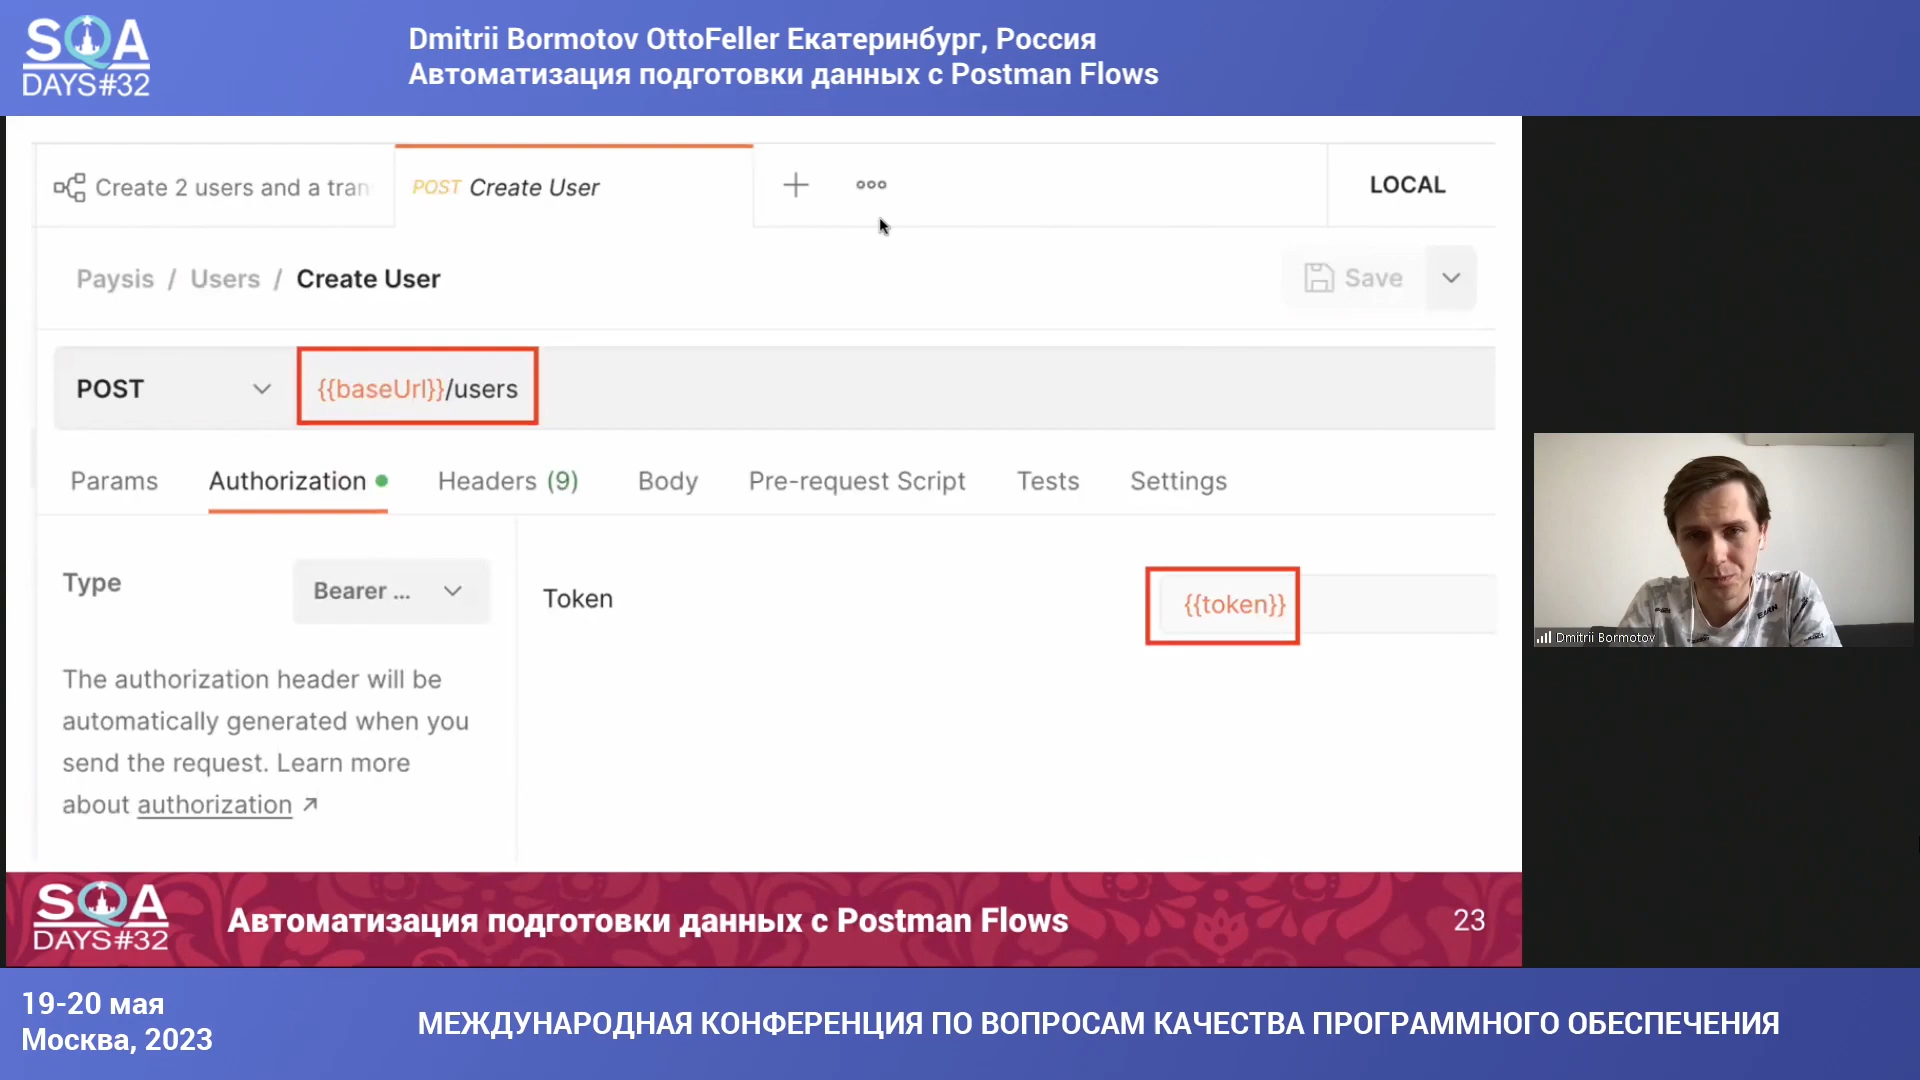 SQA
DAYS#32
Dmitrii Bormotov OttoFeller Екатеринбург, Россия
Автоматизация подготовки данных с Postman Flows
Create 2 users and a tran
POST Create User
LOCAL
Paysis / Users / Create User
Save
POST
{{baseUrl}}/users
Params
Authorization
Headers (9)
Body
Pre-request Script
Tests
Settings
Type
Bearer ...
Token
{{token}}
The authorization header will be
automatically generated when you
send the request. Learn more
about authorization ↗
Dmitrii Bormotov
SQA
DAYS#32
Автоматизация подготовки данных с Postman Flows
23
19-20 мая
Москва, 2023
МЕЖДУНАРОДНАЯ КОНФЕРЕНЦИЯ ПО ВОПРОСАМ КАЧЕСТВА ПРОГРАММНОГО ОБЕСПЕЧЕНИЯ